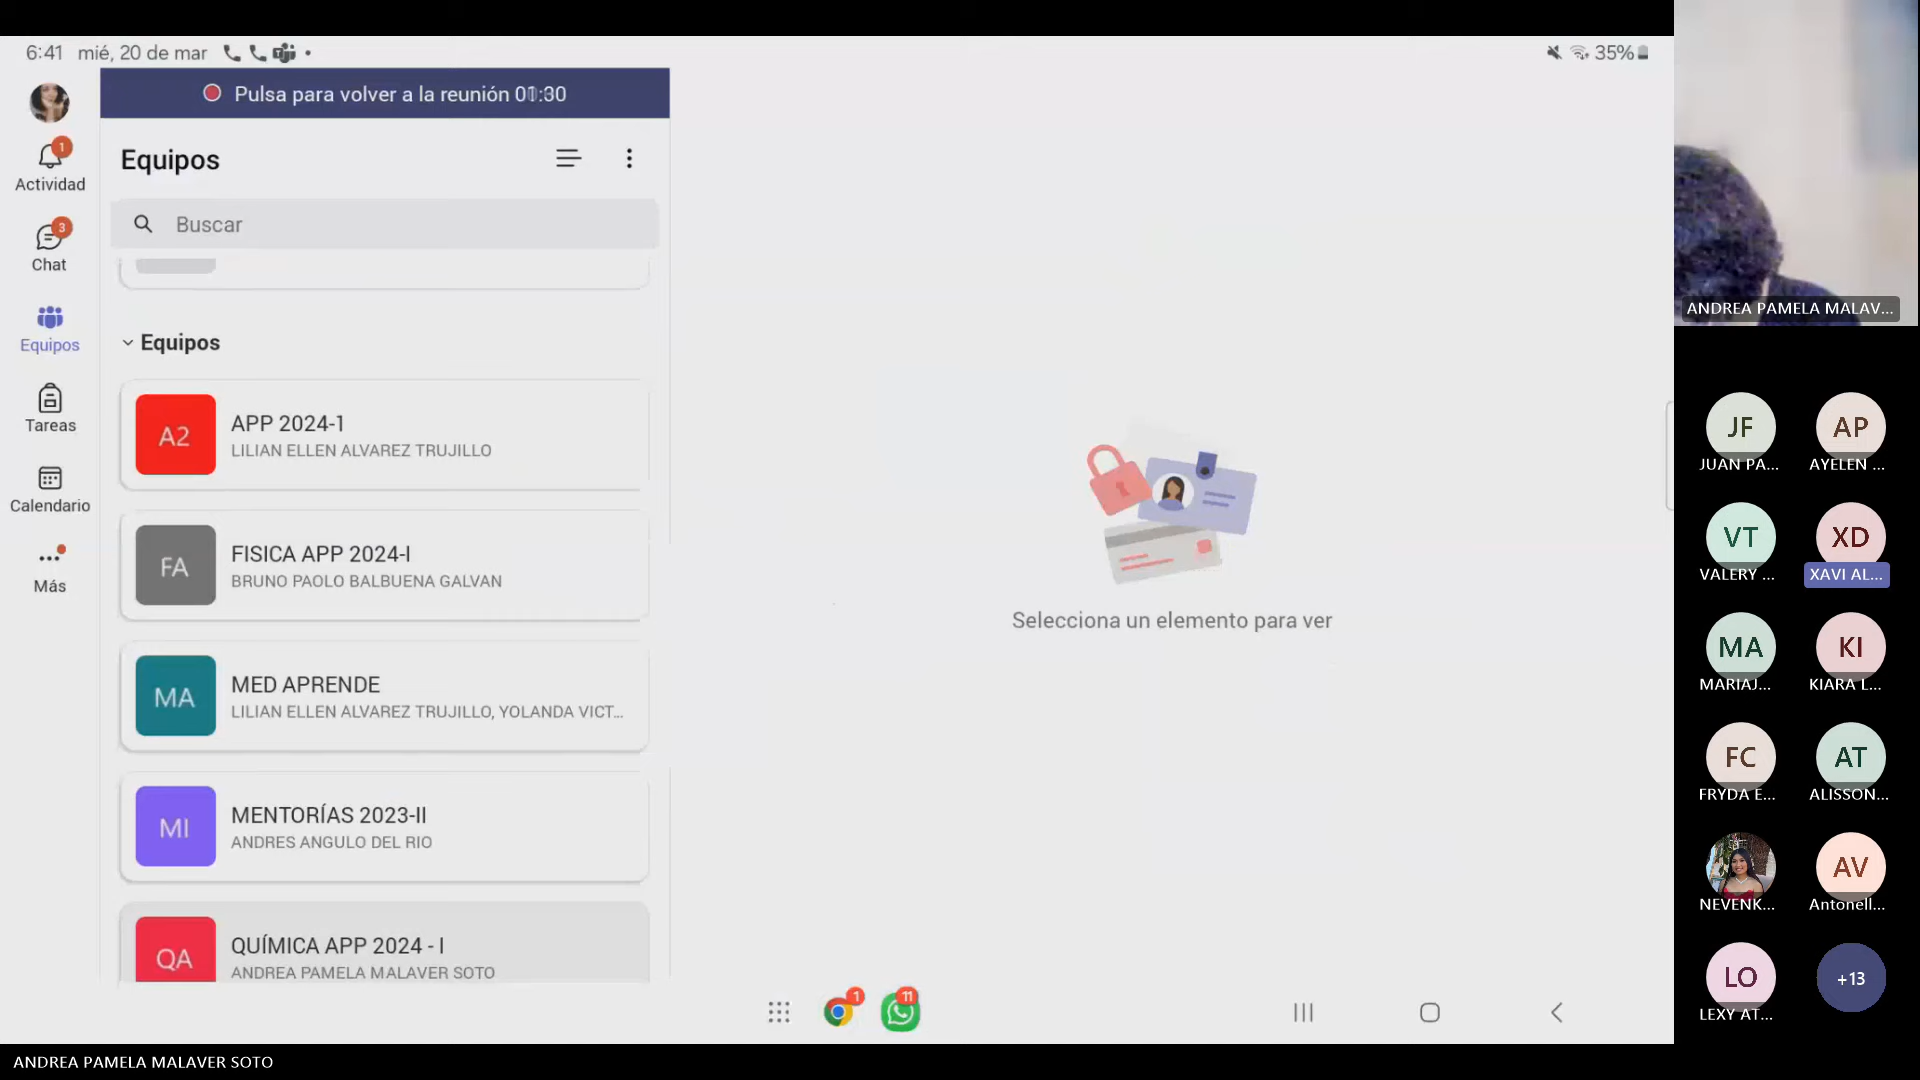 6:41 mié, 20 de mar
35%
Pulsa para volver a la reunión 01:30
Equipos
Buscar
1
Actividad
3
Chat
Equipos
Tareas
Calendario
Más
Equipos
A2
APP 2024-1
LILIAN ELLEN ALVAREZ TRUJILLO
FA
FISICA APP 2024-I
BRUNO PAOLO BALBUENA GALVAN
MA
MED APRENDE
LILIAN ELLEN ALVAREZ TRUJILLO, YOLANDA VICT...
MI
MENTORÍAS 2023-II
ANDRES ANGULO DEL RIO
QA
QUÍMICA APP 2024 - I
ANDREA PAMELA MALAVER SOTO
Selecciona un elemento para ver
1
11
ANDREA PAMELA MALAV...
JF
JUAN PA...
AP
AYELEN ...
VT
VALERY ...
XD
XAVI AL...
MA
MARIAJ...
KI
KIARA L...
FC
FRYDA E...
AT
ALISSON...
NEVENK...
AV
Antonell...
LO
LEXY AT...
+13
ANDREA PAMELA MALAVER SOTO